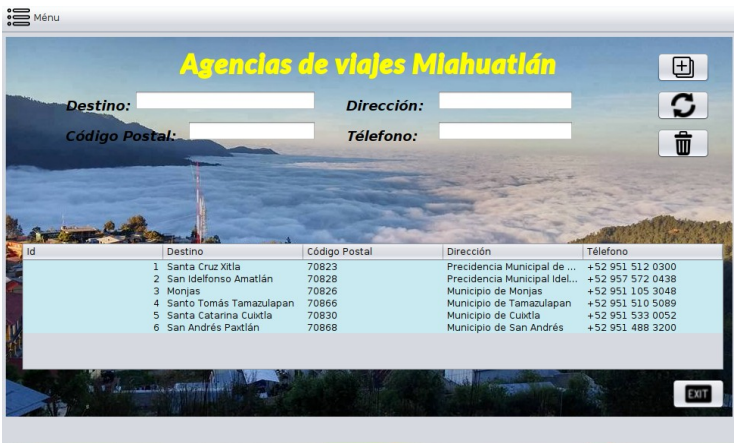 Ménu
Agencias de viajes Miahuatlán
Destino:
Dirección:
Código Postal:
Télefono:
Id Destino Código Postal Dirección Télefono
1 Santa Cruz Xitla 70823 Precidencia Municipal de ... +52 951 512 0300
2 San Idelfonso Amatlán 70828 Precidencia Municipal Idel... +52 957 572 0438
3 Monjas 70826 Municipio de Monjas +52 951 105 3048
4 Santo Tomás Tamazulapan 70866 Municipio de Tamazulapan +52 951 510 5089
5 Santa Catarina Cuixtla 70830 Municipio de Cuixtla +52 951 533 0052
6 San Andrés Paxtlán 70868 Municipio de San Andrés +52 951 488 3200
EXIT